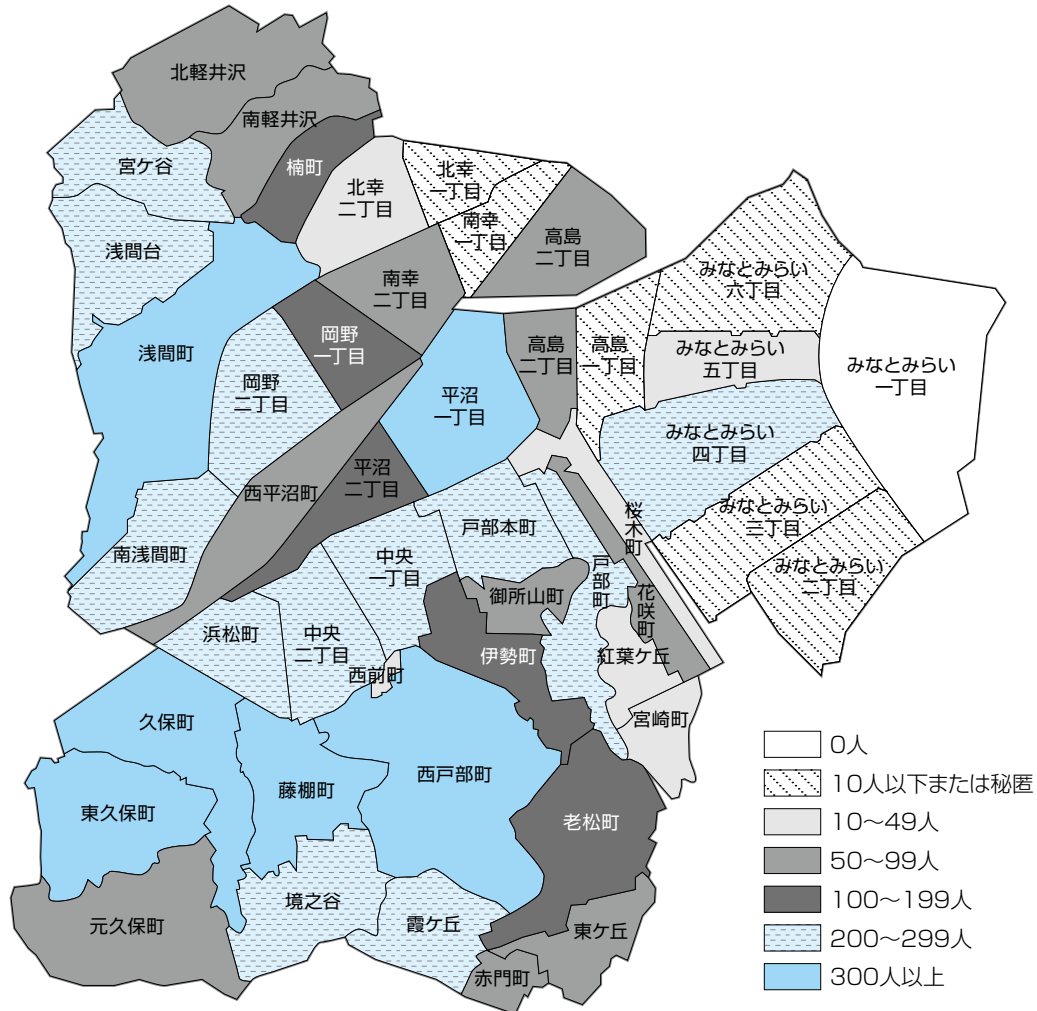 北軽井沢
南軽井沢
宮ケ谷
楠町
北幸
二丁目
北幸
一丁目
南幸
一丁目
高島
二丁目
浅間台
南幸
二丁目
みなとみらい
六丁目
浅間町
岡野
一丁目
岡野
二丁目
平沼
一丁目
高島
二丁目
高島
一丁目
みなとみらい
五丁目
みなとみらい
一丁目
みなとみらい
四丁目
西平沼町
平沼
二丁目
南浅間町
中央
一丁目
戸部本町
桜木町
みなとみらい
三丁目
みなとみらい
二丁目
戸部町
御所山町
花咲町
浜松町
中央
二丁目
西前町
伊勢町
紅葉ケ丘
宮崎町
久保町
東久保町
藤棚町
西戸部町
老松町
元久保町
境之谷
霞ケ丘
東ケ丘
赤門町
0人
10人以下または秘匿
10〜49人
50〜99人
100〜199人
200〜299人
300人以上